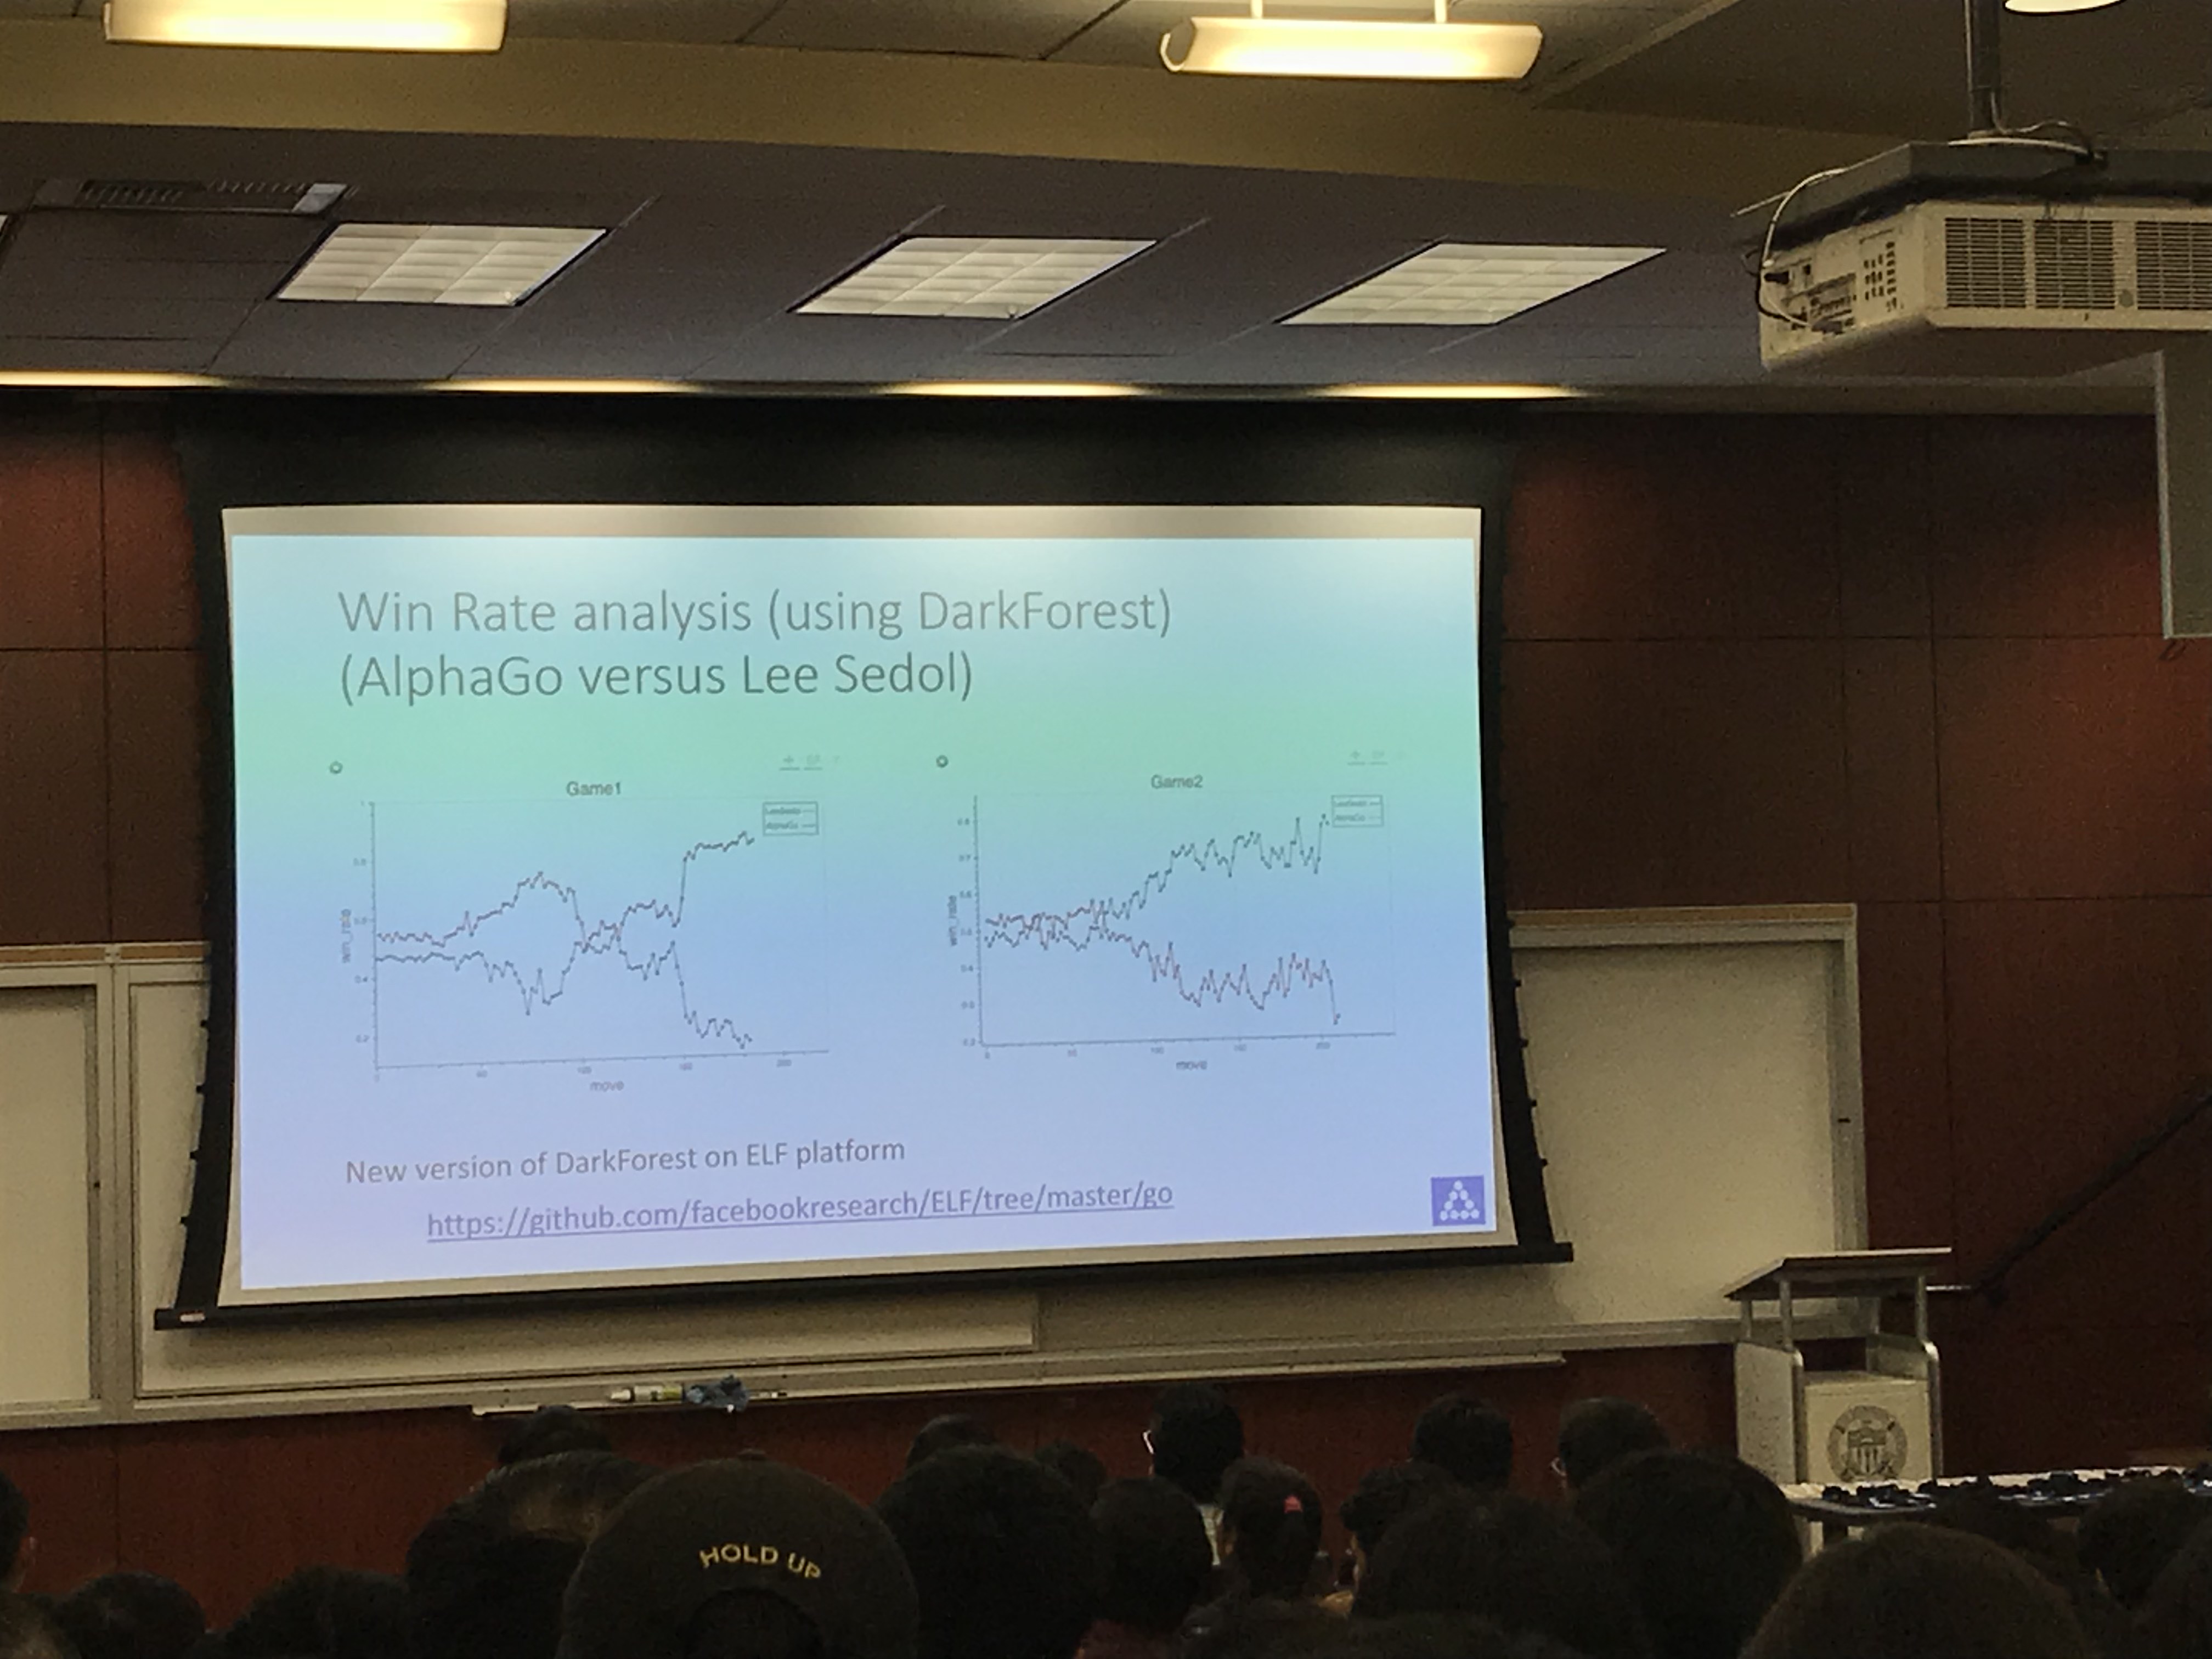 Win Rate analysis (using DarkForest)
(AlphaGo versus Lee Sedol)
Game1
LeeSedol
AlphaGo
win_rate
1
0.8
0.6
0.4
0.2
50
100
150
200
move
Game2
LeeSedol
AlphaGo
win_rate
0.8
0.7
0.6
0.5
0.4
0.3
0.2
0
50
100
150
200
move
New version of DarkForest on ELF platform
https://github.com/facebookresearch/ELF/tree/master/go
HOLD UP